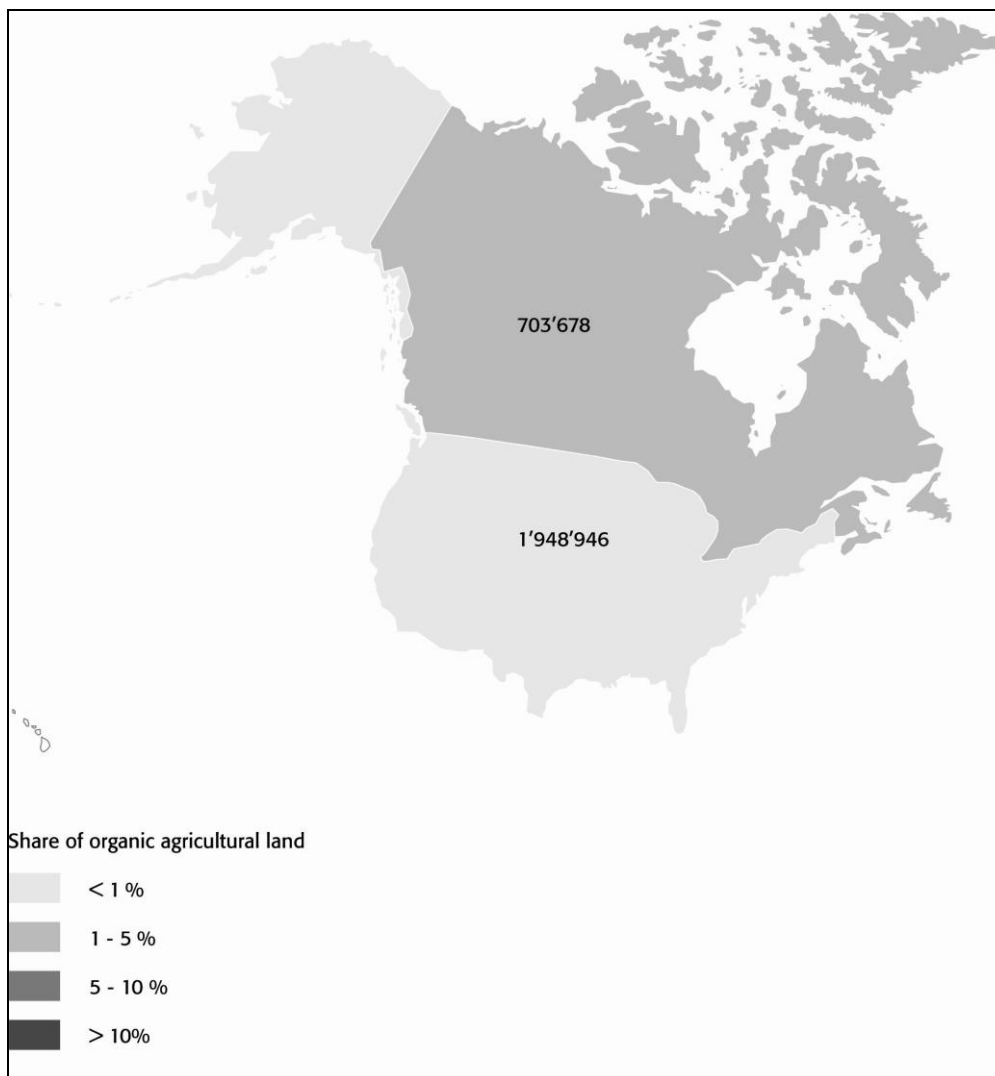 703′678
1′948′946
Share of organic agricultural land
< 1 %
1 - 5 %
5 - 10 %
> 10%